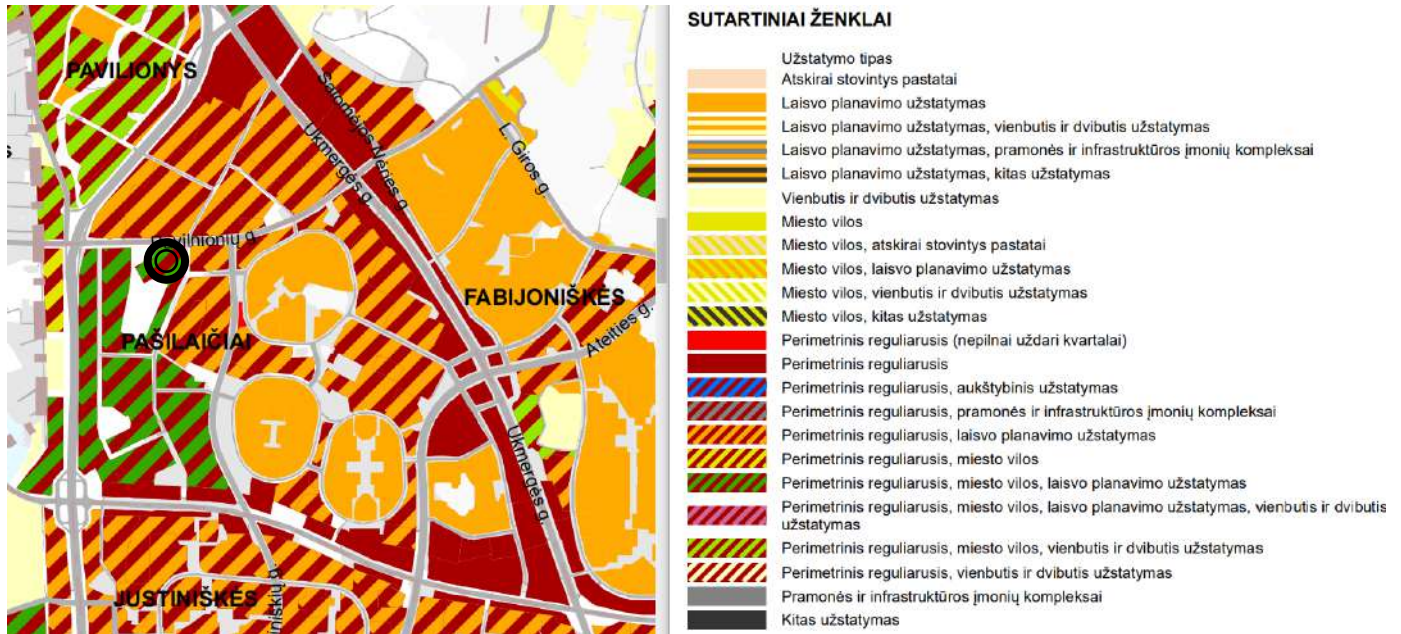 PAVILIONYS
Salomėjos Nėries g.
Ukmergės g.
L. Giros g.
FABIJONIŠKĖS
Ateities g.
PAŠILAIČIAI
Ukmergės g.
JUSTINIŠKĖS
SUTARTINIAI ŽENKLAI
Užstatymo tipas
Atskirai stovintys pastatai
Laisvo planavimo užstatymas
Laisvo planavimo užstatymas, vienbutis ir dvibutis užstatymas
Laisvo planavimo užstatymas, pramonės ir infrastruktūros įmonių kompleksai
Laisvo planavimo užstatymas, kitas užstatymas
Vienbutis ir dvibutis užstatymas
Miesto vilos
Miesto vilos, atskirai stovintys pastatai
Miesto vilos, laisvo planavimo užstatymas
Miesto vilos, vienbutis ir dvibutis užstatymas
Miesto vilos, kitas užstatymas
Perimetrinis reguliarusis (nepilnai uždari kvartalai)
Perimetrinis reguliarusis
Perimetrinis reguliarusis, aukštybinis užstatymas
Perimetrinis reguliarusis, pramonės ir infrastruktūros įmonių kompleksai
Perimetrinis reguliarusis, laisvo planavimo užstatymas
Perimetrinis reguliarusis, miesto vilos
Perimetrinis reguliarusis, miesto vilos, laisvo planavimo užstatymas
Perimetrinis reguliarusis, miesto vilos, laisvo planavimo užstatymas, vienbutis ir dvibutis
užstatymas
Perimetrinis reguliarusis, miesto vilos, vienbutis ir dvibutis užstatymas
Perimetrinis reguliarusis, vienbutis ir dvibutis užstatymas
Pramonės ir infrastruktūros įmonių kompleksai
Kitas užstatymas